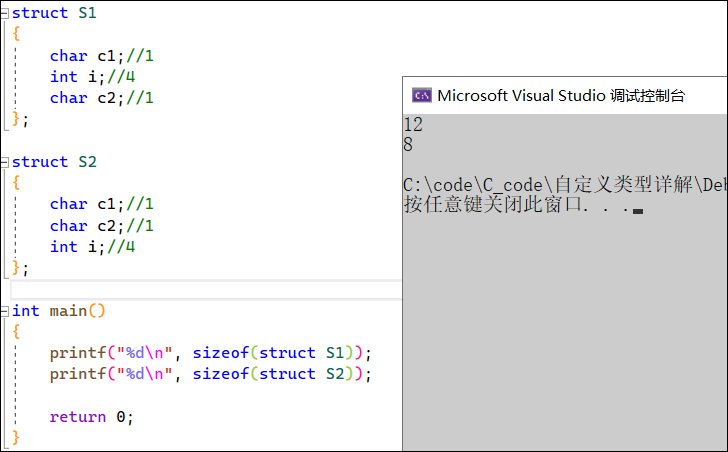 struct S1
{
    char c1;//1
    int i;//4
    char c2;//1
};
struct S2
{
    char c1;//1
    char c2;//1
    int i;//4
};
int main()
{
    printf("%d\n", sizeof(struct S1));
    printf("%d\n", sizeof(struct S2));
    return 0;
}
C:\ Microsoft Visual Studio 调试控制台
12
8
C:\code\C_code\自定义类型详解\Deb
按任意键关闭此窗口. . .